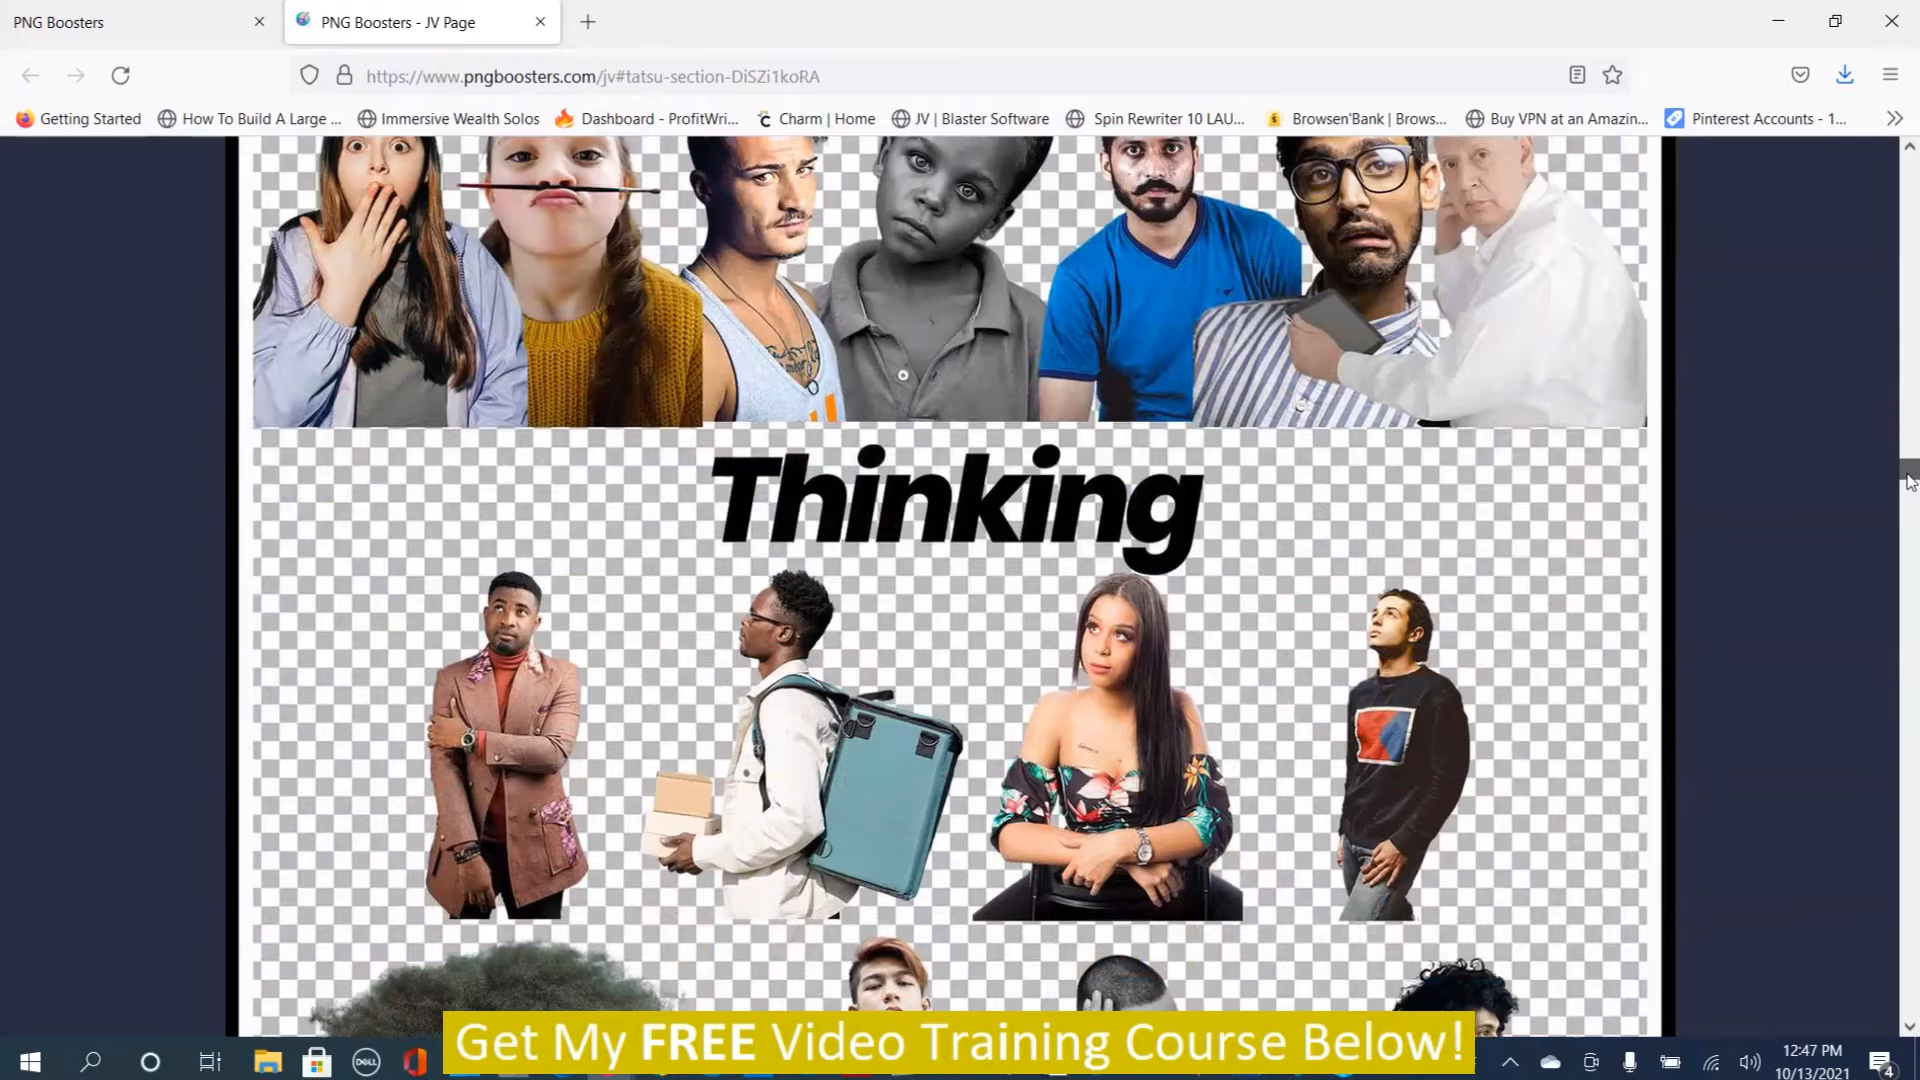 PNG Boosters
PNG Boosters - JV Page
https://www.pngboosters.com/jv#tatsu-section-DiSZi1koRA
Getting Started
How To Build A Large ...
Immersive Wealth Solos
Dashboard - ProfitWri...
Charm | Home
JV | Blaster Software
Spin Rewriter 10 LAU...
Browsen'Bank | Brows...
Buy VPN at an Amazin...
Pinterest Accounts - 1...
Thinking
Get My FREE Video Training Course Below!
DELL
12:47 PM
10/13/2021
4